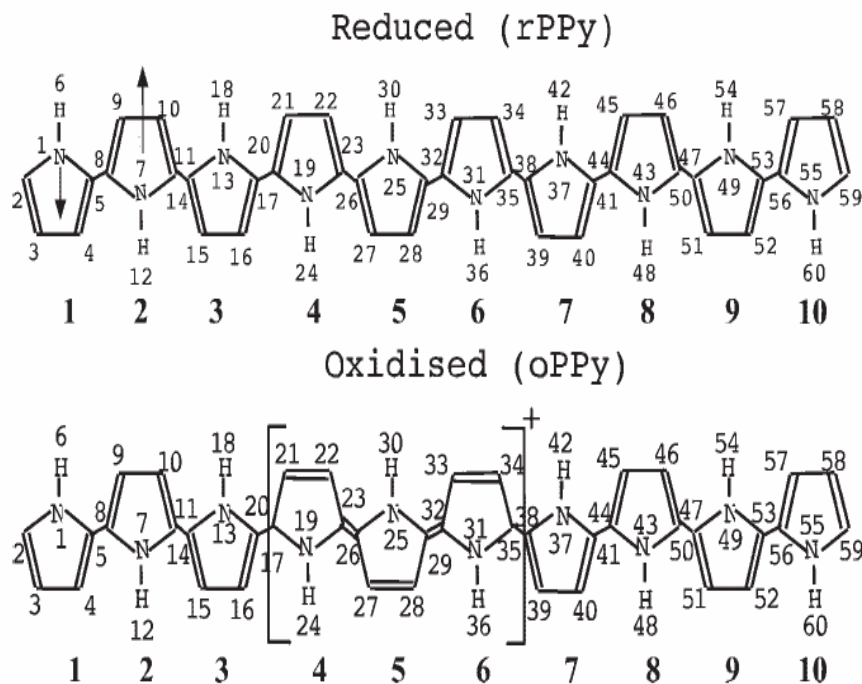 Reduced (rPPy)
6 9 10 18 21 22 30 33 34 42 45 46 54 57 58
H H H H H
1 N 8 7 11 N 20 19 23 N 32 31 38 N 44 43 47 N 53 55
2 5 N 14 13 17 N 26 25 29 N 35 37 41 N 50 49 56 N 59
3 4 H 15 16 H 27 28 H 39 40 H 51 52 H
12 24 36 48 60
1 2 3 4 5 6 7 8 9 10
Oxidised (oPPy)
+
6 9 10 18 21 22 30 33 34 42 45 46 54 57 58
H H H H H
N 8 7 11 N 20 19 23 N 32 31 38 N 44 43 47 N 53 55
2 1 5 N 14 13 17 N 26 25 29 N 35 37 41 N 50 49 56 N 59
3 4 H 15 16 H 27 28 H 39 40 H 51 52 H
12 24 36 48 60
1 2 3 4 5 6 7 8 9 10